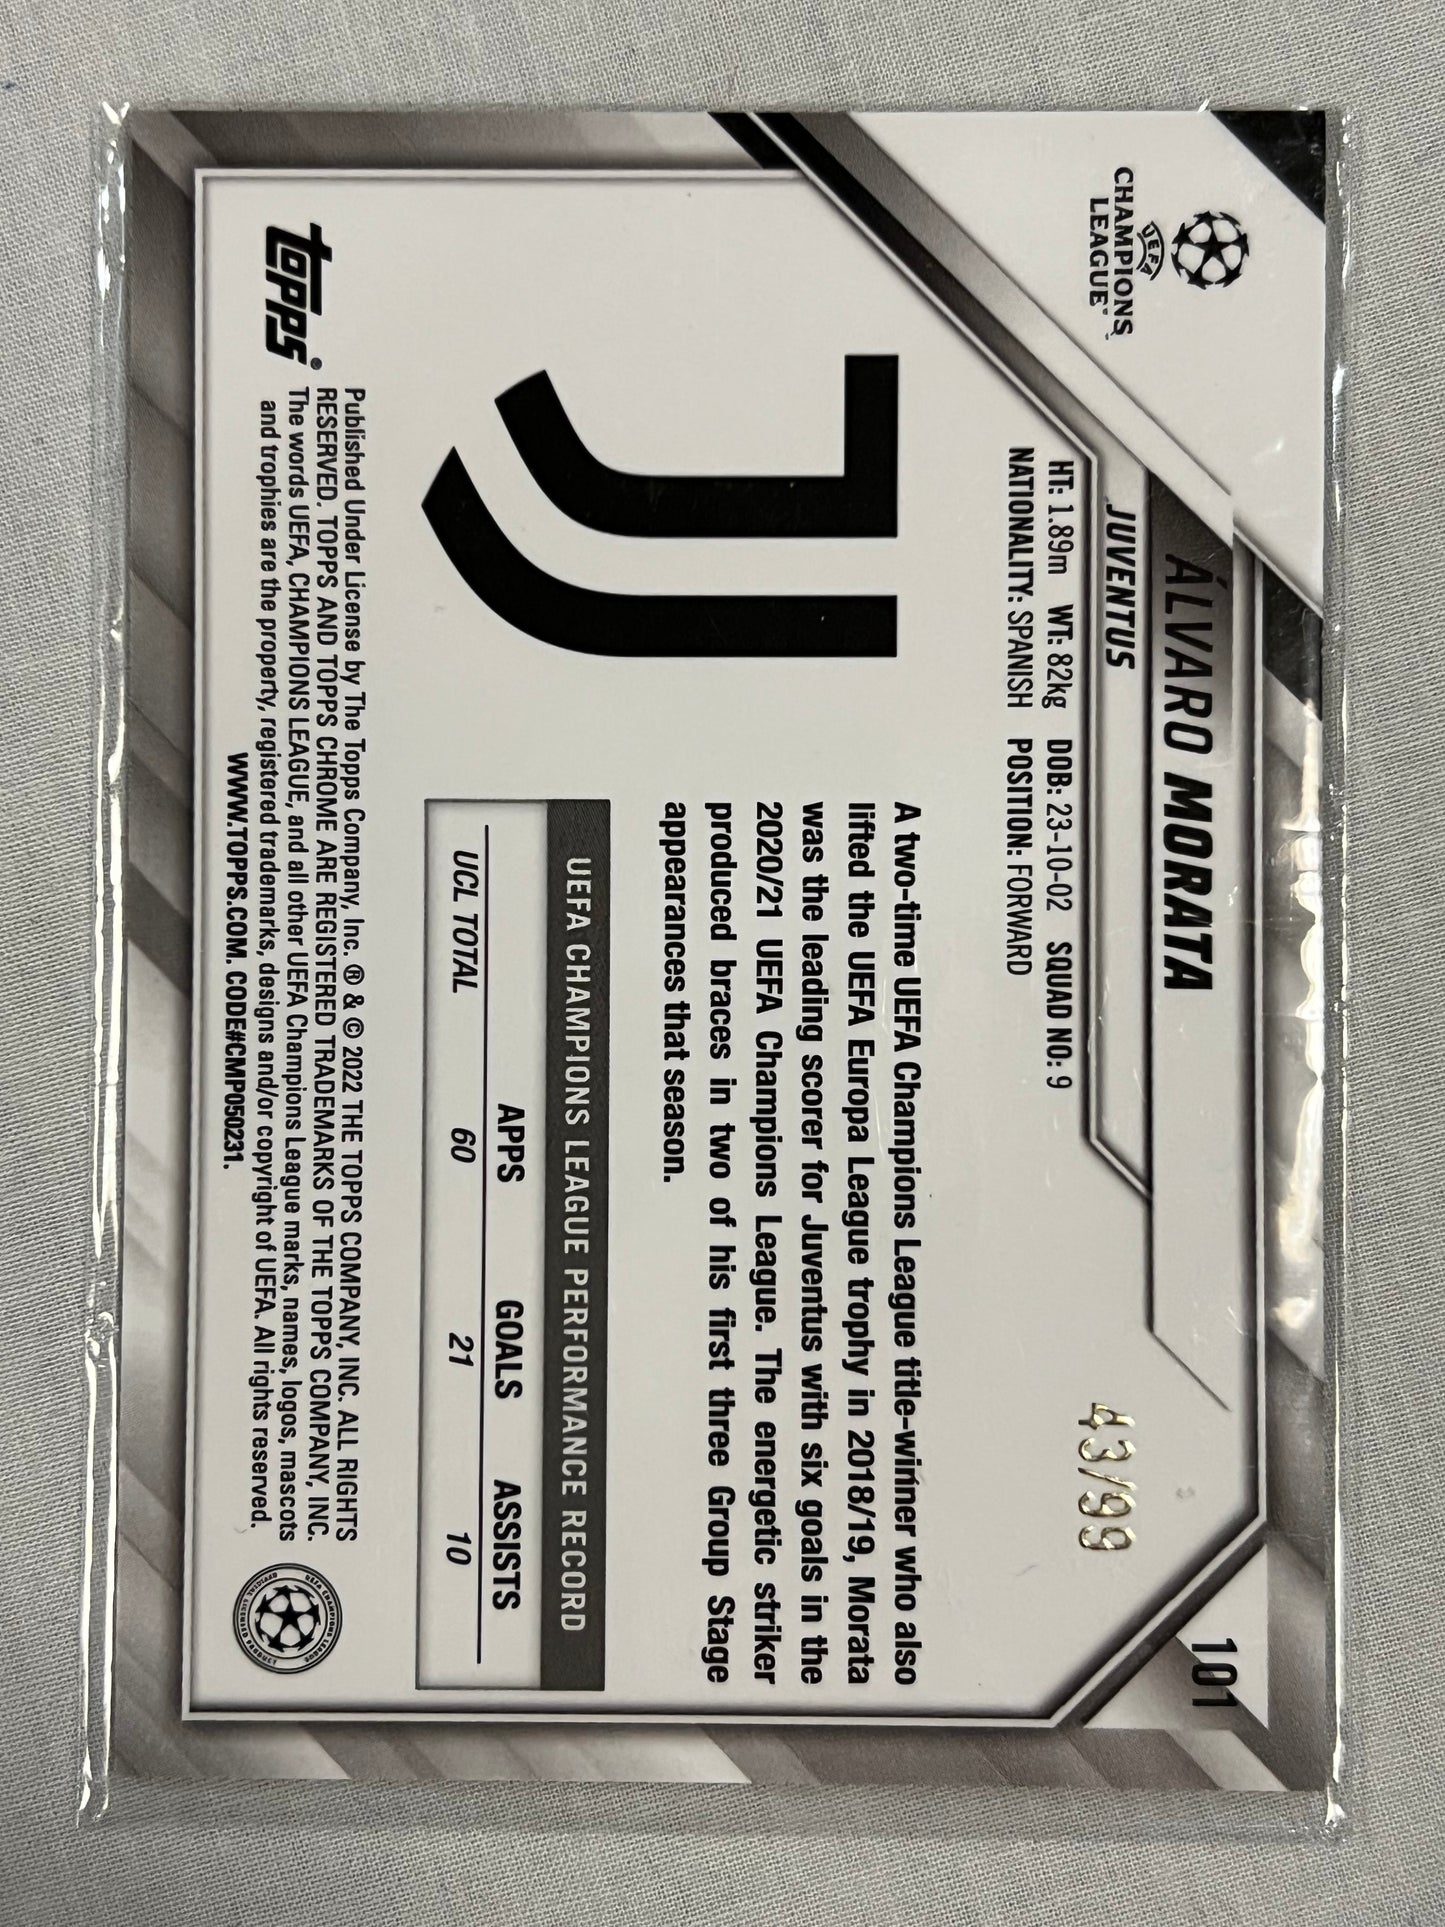 UEFA
CHAMPIONS
LEAGUE™
ÁLVARO MORATA
101
JUVENTUS
43/99
HT: 1.89m WT: 82kg DOB: 23-10-02 SQUAD NO: 9
NATIONALITY: SPANISH POSITION: FORWARD
A two-time UEFA Champions League title-winner who also
lifted the UEFA Europa League trophy in 2018/19, Morata
was the leading scorer for Juventus with six goals in the
2020/21 UEFA Champions League. The energetic striker
produced braces in two of his first three Group Stage
appearances that season.
UEFA CHAMPIONS LEAGUE PERFORMANCE RECORD
APPS GOALS ASSISTS
UCL TOTAL 60 21 10
topps®
Published Under License by The Topps Company, Inc. ® & © 2022 THE TOPPS COMPANY, INC. ALL RIGHTS
RESERVED. TOPPS AND TOPPS CHROME ARE REGISTERED TRADEMARKS OF THE TOPPS COMPANY, INC.
The words UEFA, CHAMPIONS LEAGUE, and all other UEFA Champions League marks, names, logos, mascots
and trophies are the property, registered trademarks, designs and/or copyright of UEFA. All rights reserved.
WWW.TOPPS.COM. CODE#CMP050231.
UEFA CHAMPIONS LEAGUE
OFFICIAL LICENSED PRODUCT